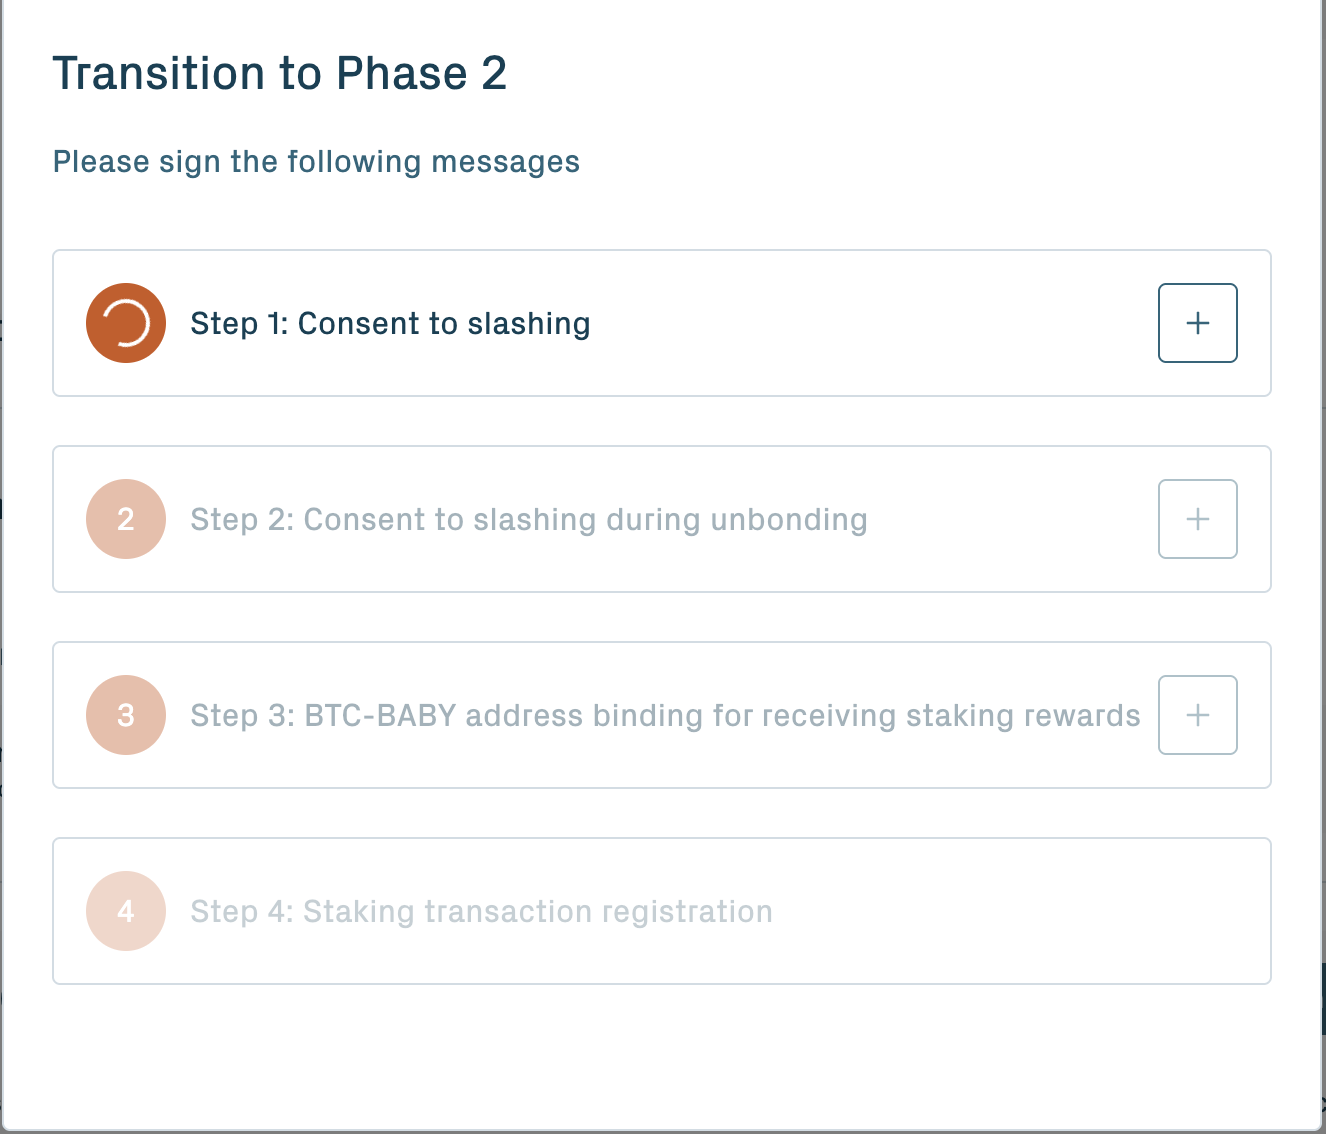 Transition to Phase 2
Please sign the following messages
Step 1: Consent to slashing
2
Step 2: Consent to slashing during unbonding
3
Step 3: BTC-BABY address binding for receiving staking rewards
4
Step 4: Staking transaction registration